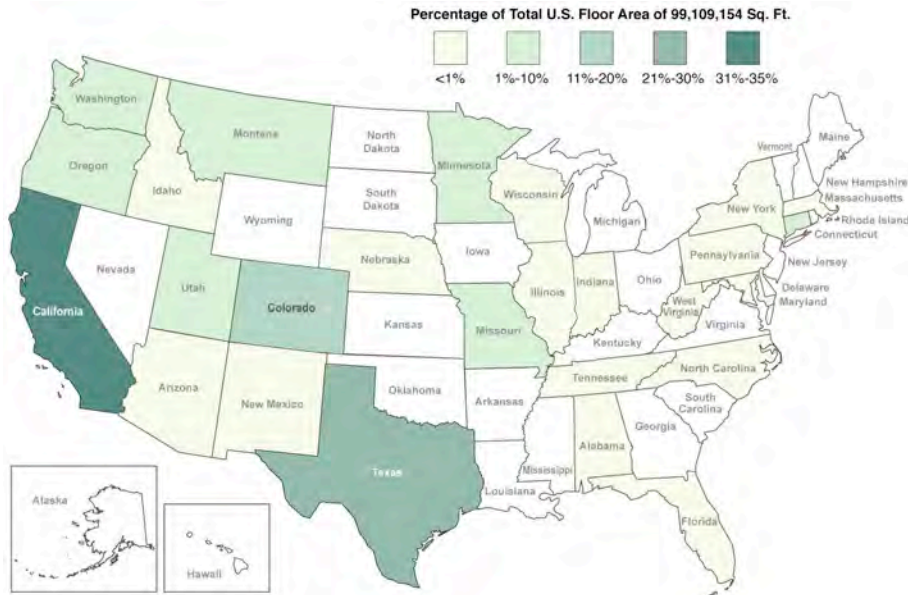 Percentage of Total U.S. Floor Area of 99,109,154 Sq. Ft.
<1%
1%-10%
11%-20%
21%-30%
31%-35%
Washington
Montana
North
Dakota
Minnesota
Maine
Vermont
Oregon
Idaho
South
Dakota
Wisconsin
Michigan
New York
New Hampshire
Massachusetts
Rhode Island
Connecticut
Wyoming
Iowa
Nebraska
Pennsylvania
New Jersey
Nevada
Utah
Colorado
Illinois
Indiana
Ohio
Delaware
Maryland
California
Kansas
Missouri
West
Virginia
Virginia
Kentucky
Arizona
New Mexico
Oklahoma
Arkansas
Tennessee
North Carolina
South
Carolina
Texas
Mississippi
Alabama
Georgia
Louisiana
Florida
Alaska
Hawaii